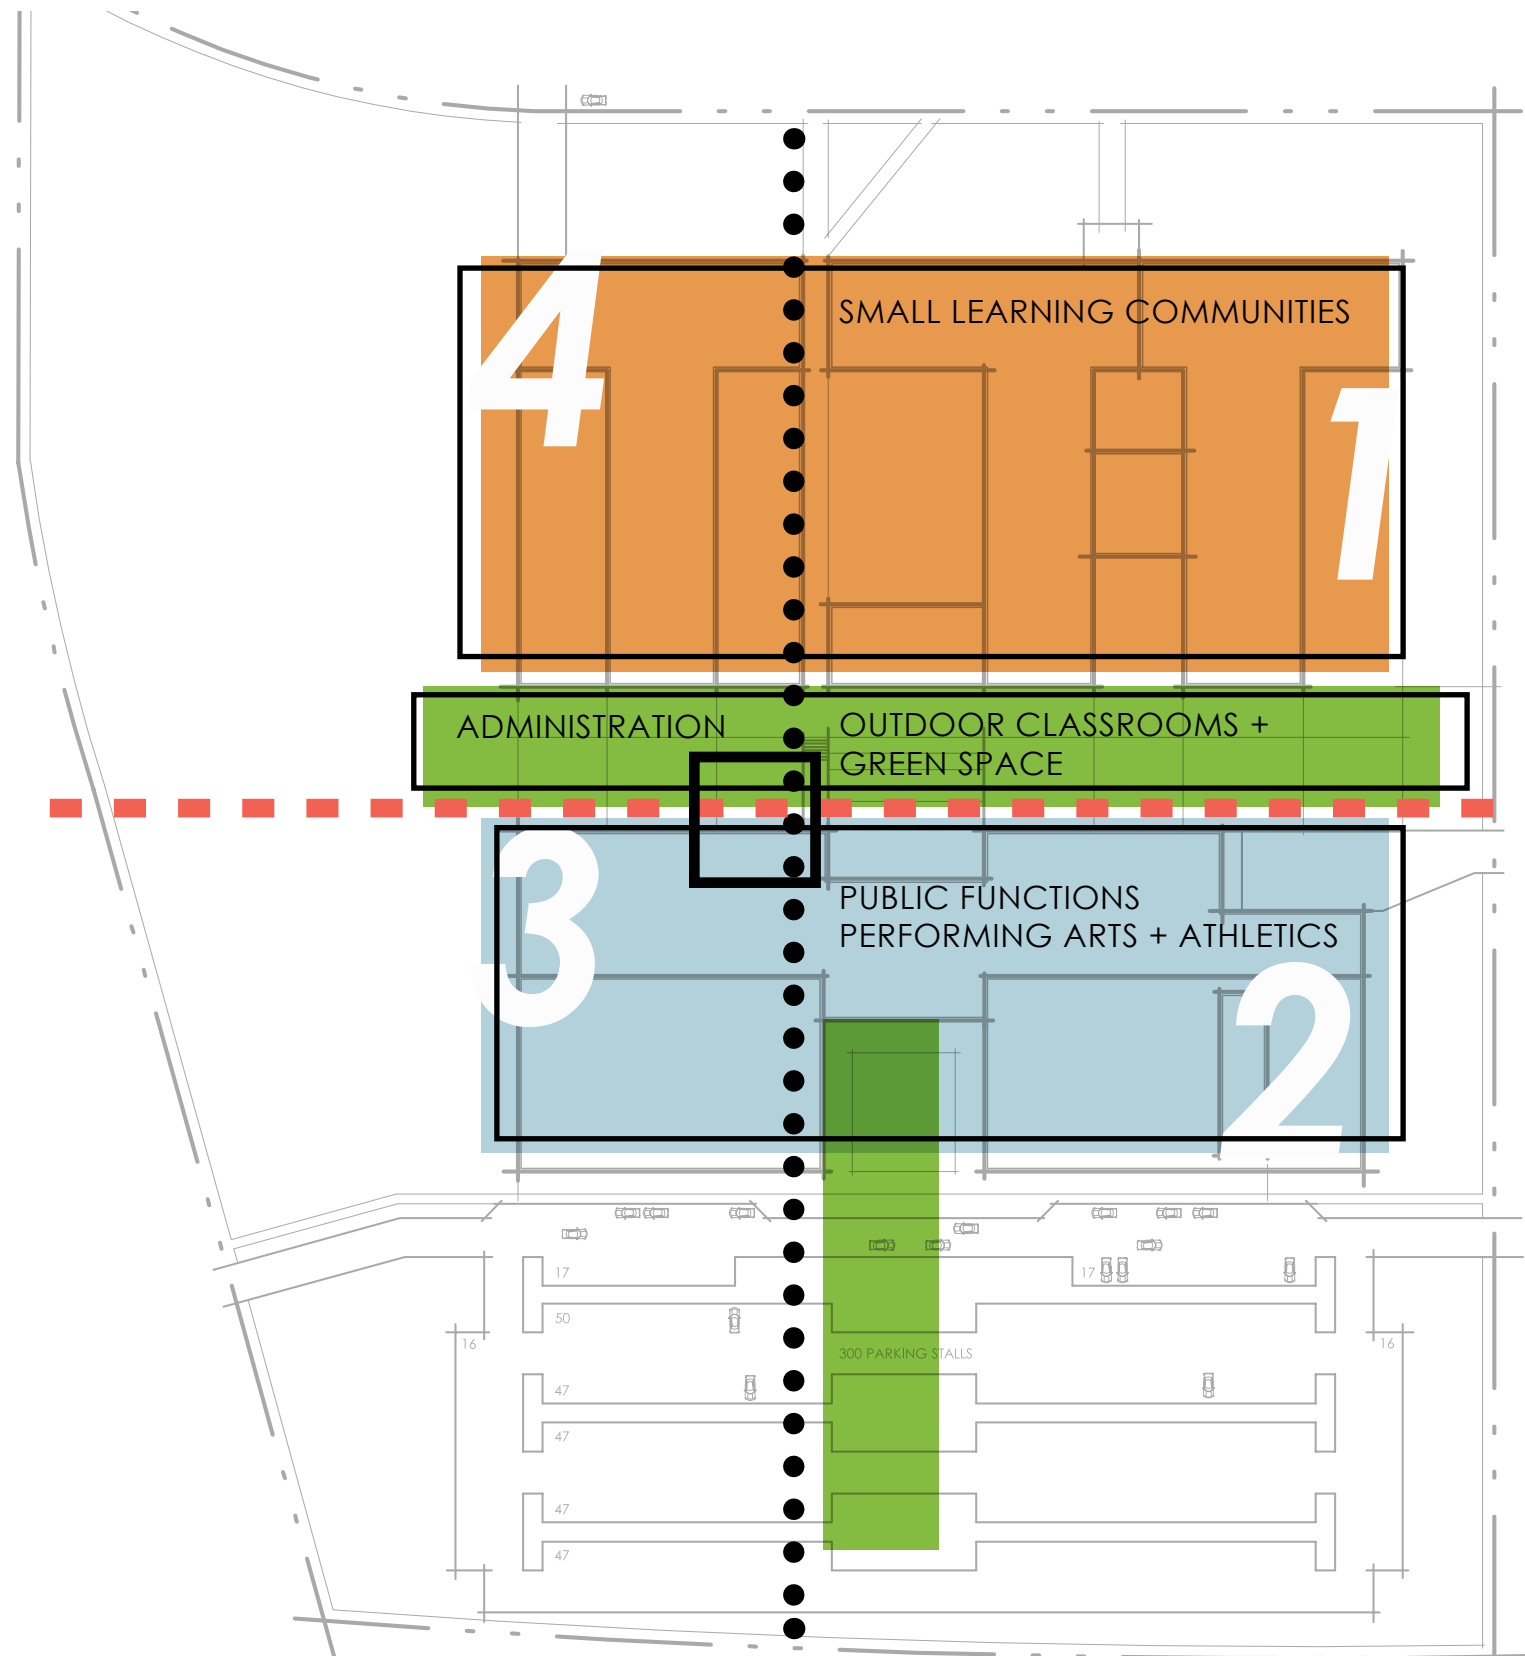 4
SMALL LEARNING COMMUNITIES
1
ADMINISTRATION
OUTDOOR CLASSROOMS +
GREEN SPACE
3
PUBLIC FUNCTIONS
PERFORMING ARTS + ATHLETICS
2
17
17
50
16
16
300 PARKING STALLS
47
47
47
47